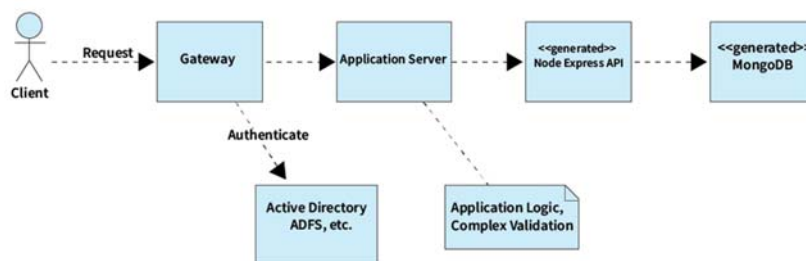 Client
Request
Gateway
Application Server
<<generated>>
Node Express API
<<generated>>
MongoDB
Authenticate
Active Directory
ADFS, etc.
Application Logic,
Complex Validation